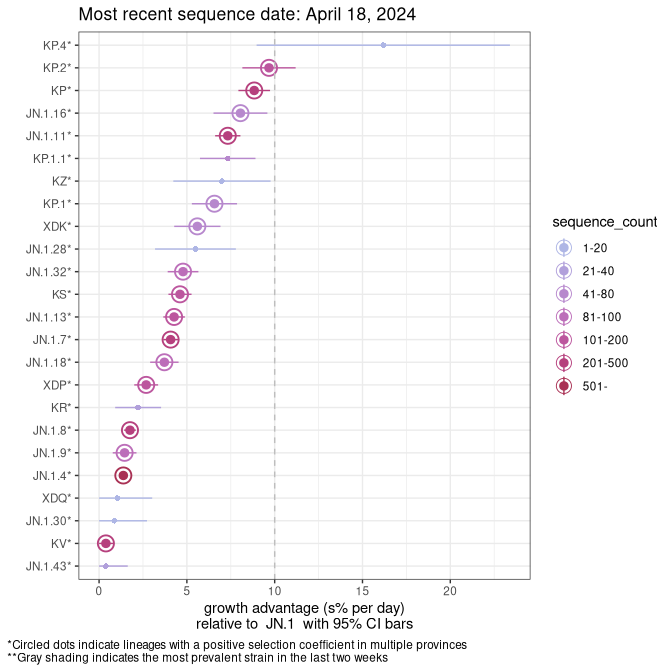 Most recent sequence date: April 18, 2024
KP.4*
KP.2*
KP*
JN.1.16*
JN.1.11*
KP.1.1*
KZ*
KP.1*
XDK*
JN.1.28*
JN.1.32*
KS*
JN.1.13*
JN.1.7*
JN.1.18*
XDP*
KR*
JN.1.8*
JN.1.9*
JN.1.4*
XDQ*
JN.1.30*
KV*
JN.1.43*
0 5 10 15 20
growth advantage (s% per day)
relative to JN.1 with 95% CI bars
sequence_count
1-20
21-40
41-80
81-100
101-200
201-500
501-
*Circled dots indicate lineages with a positive selection coefficient in multiple provinces
**Gray shading indicates the most prevalent strain in the last two weeks